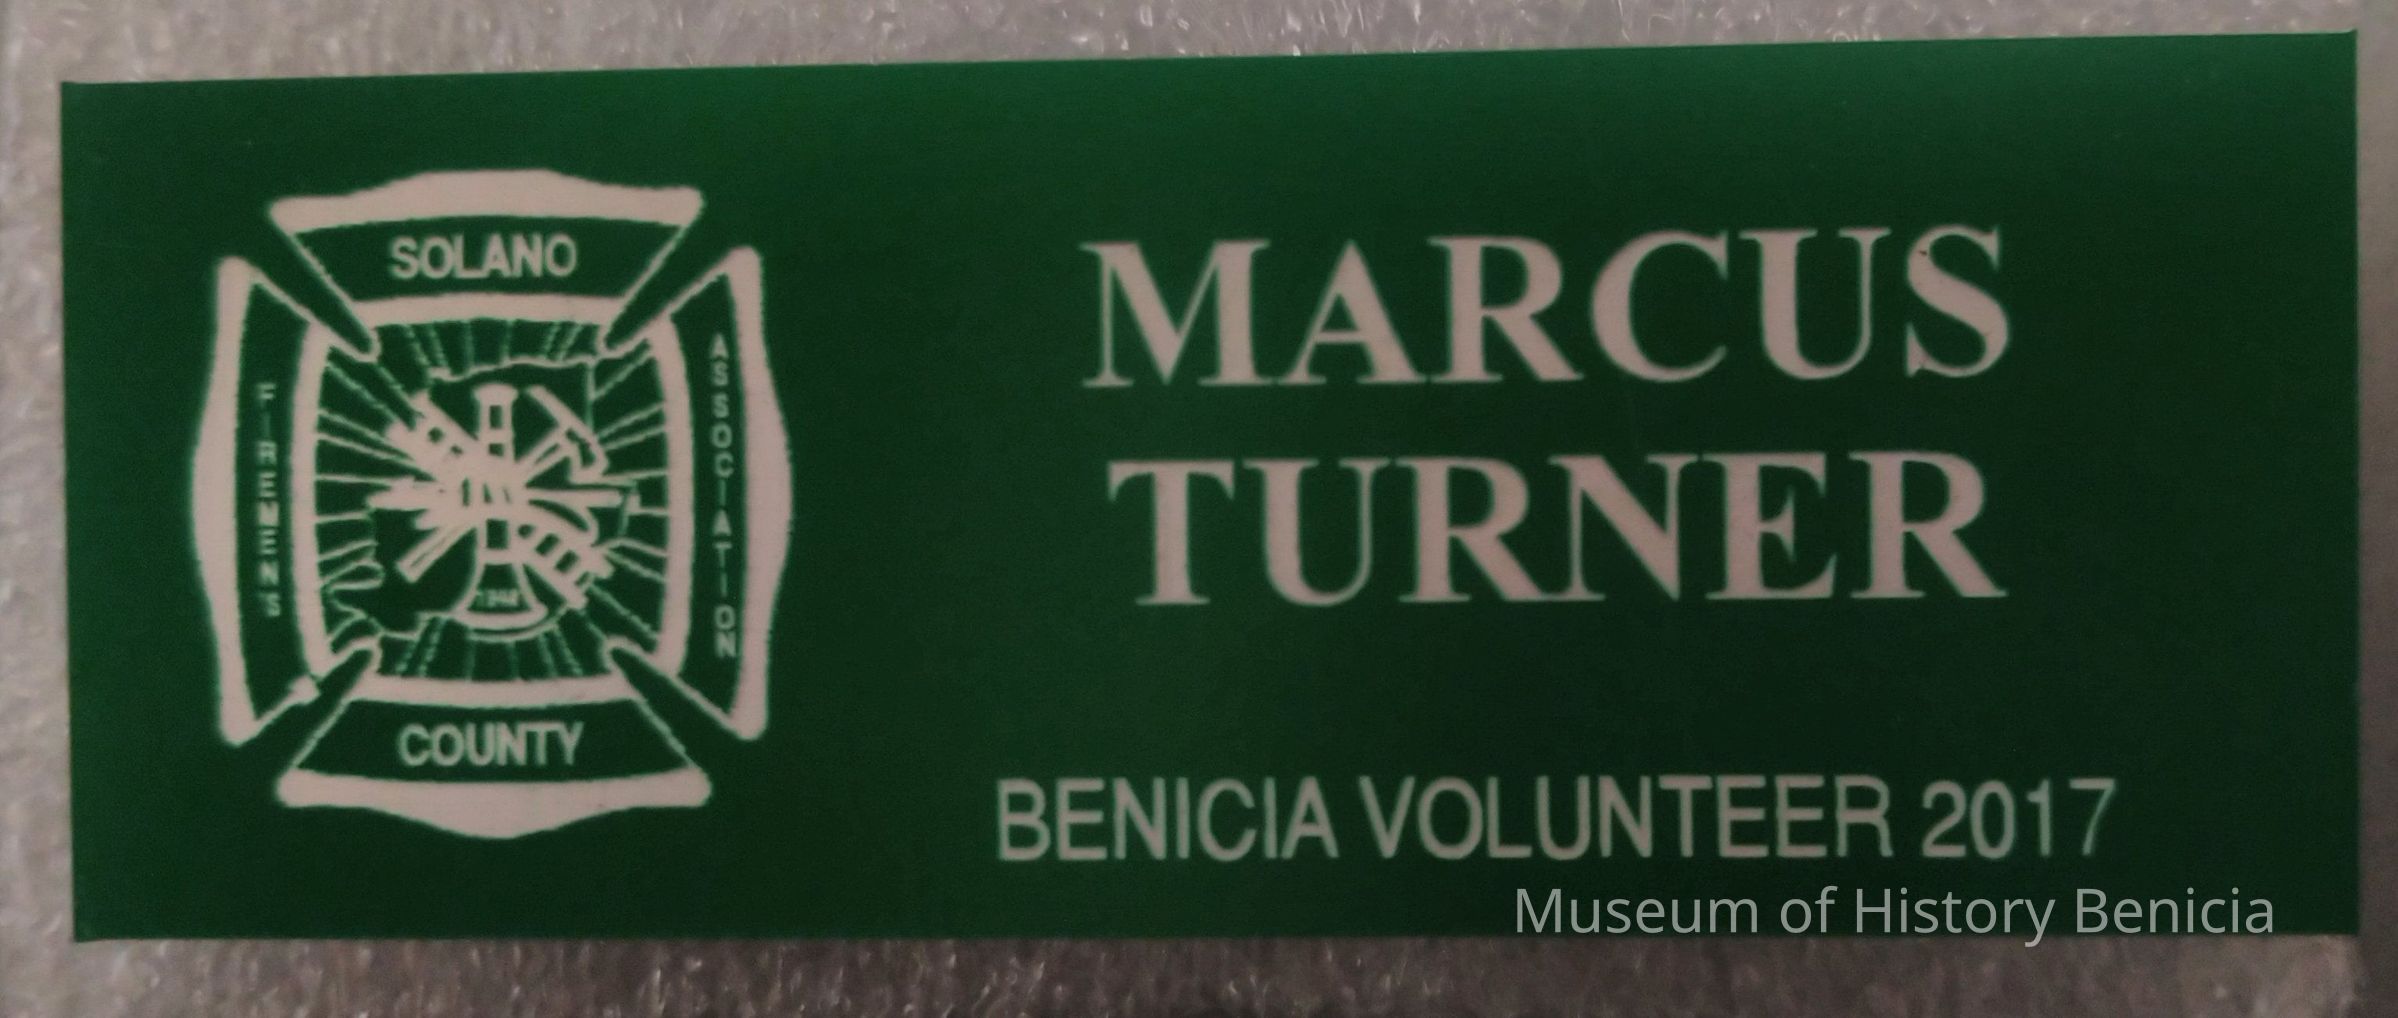 SOLANO
FIREMENS
ASSOCIATION
COUNTY
MARCUS
TURNER
BENICIA VOLUNTEER 2017
Museum of History Benicia